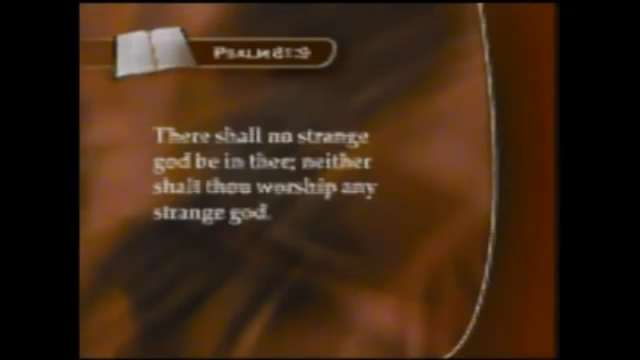 PSALM 81:9
There shall no strange
god be in thee; neither
shalt thou worship any
strange god.